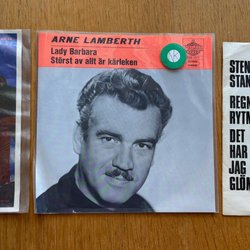 ARNE LAMBERTH
Lady Barbara
Störst av allt är kärleken
STEN
STAN
REGN
RYTM
DET
HAR
JAG
GLÖM